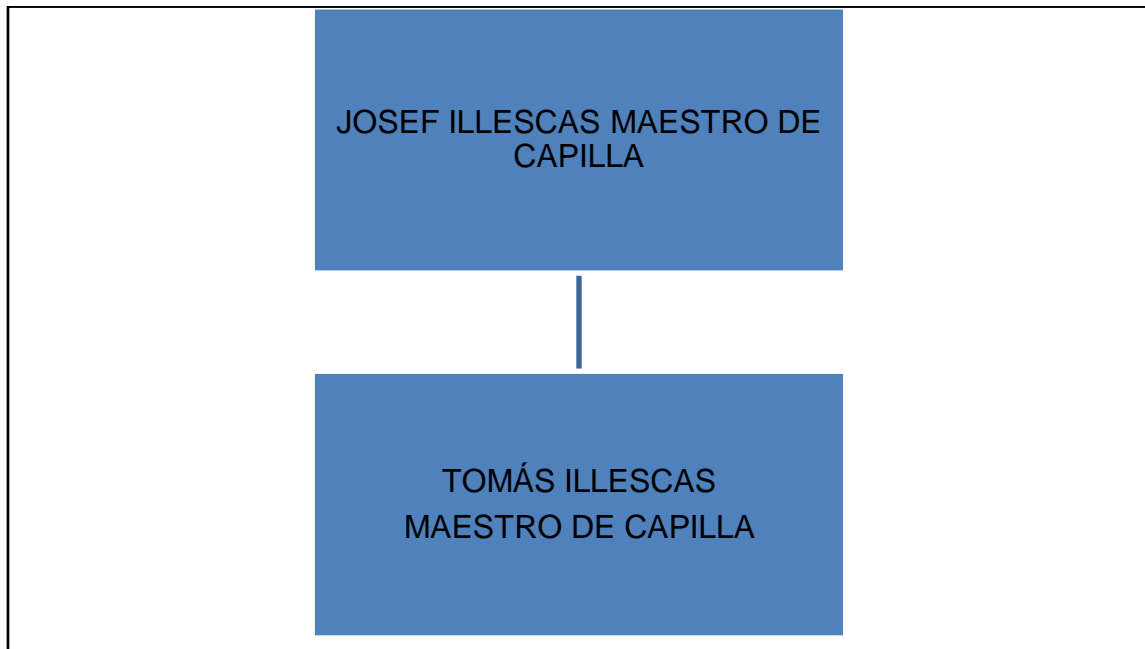 JOSEF ILLESCAS MAESTRO DE
CAPILLA
TOMÁS ILLESCAS
MAESTRO DE CAPILLA